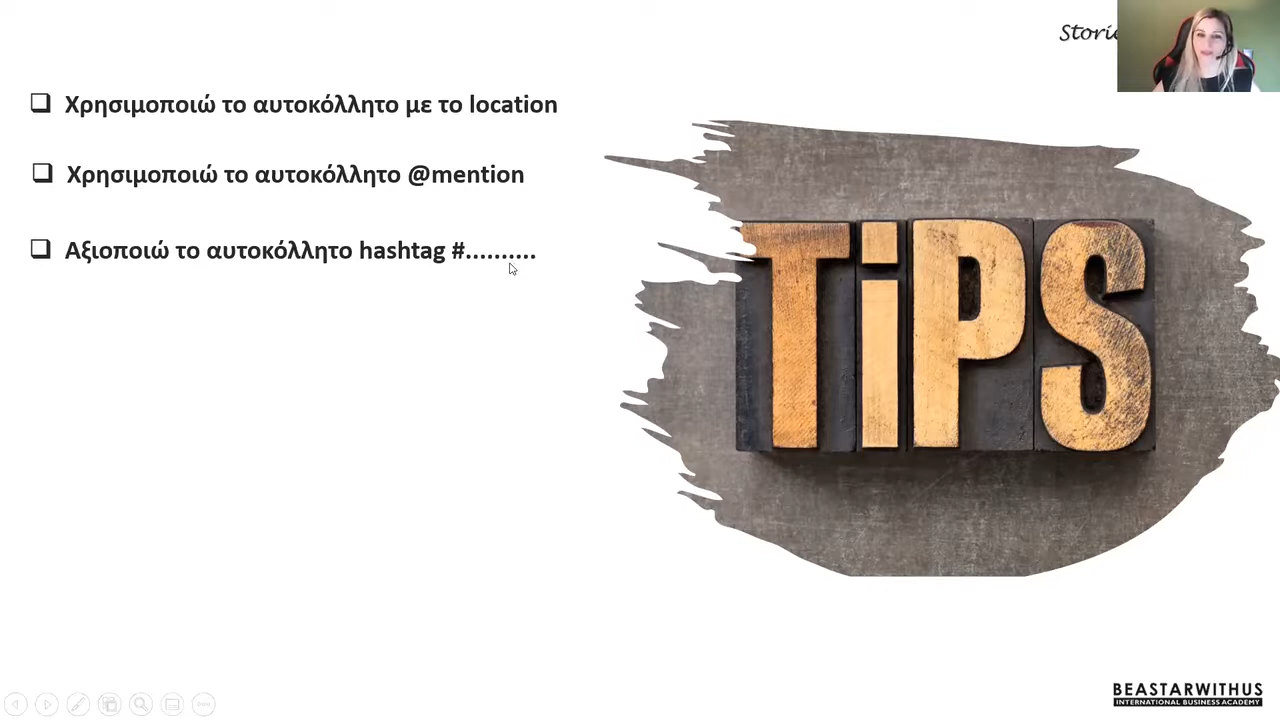 Storie
❑ Χρησιμοποιώ το αυτοκόλλητο με το location
❑ Χρησιμοποιώ το αυτοκόλλητο @mention
❑ Αξιοποιώ το αυτοκόλλητο hashtag #..........
TiPS
BEASTARWITHUS
INTERNATIONAL BUSINESS ACADEMY